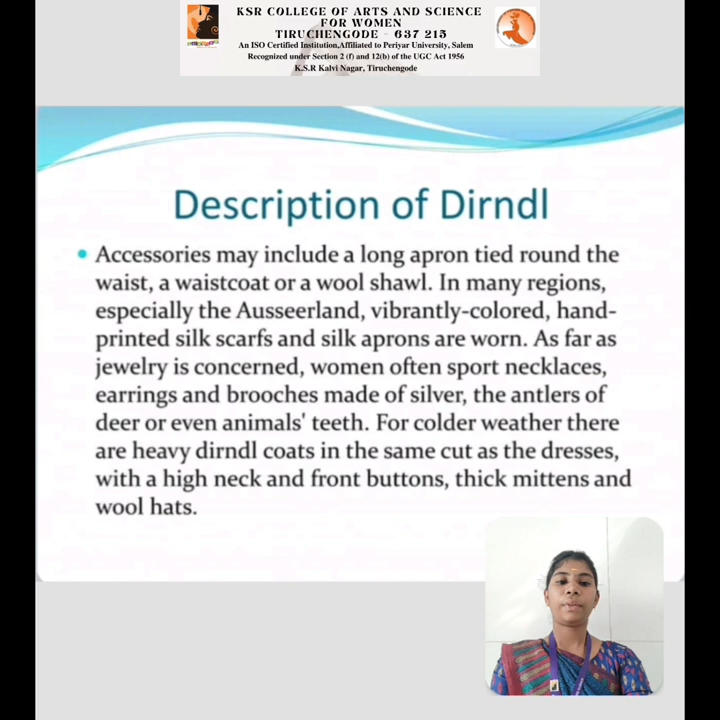 KSR COLLEGE OF ARTS AND SCIENCE
FOR WOMEN
TIRUCHENGODE - 637 215
An ISO Certified Institution,Affiliated to Periyar University, Salem
Recognized under Section 2 (f) and 12(b) of the UGC Act 1956
K.S.R Kalvi Nagar, Tiruchengode
Description of Dirndl
• Accessories may include a long apron tied round the
waist, a waistcoat or a wool shawl. In many regions,
especially the Ausseerland, vibrantly-colored, hand-
printed silk scarfs and silk aprons are worn. As far as
jewelry is concerned, women often sport necklaces,
earrings and brooches made of silver, the antlers of
deer or even animals' teeth. For colder weather there
are heavy dirndl coats in the same cut as the dresses,
with a high neck and front buttons, thick mittens and
wool hats.